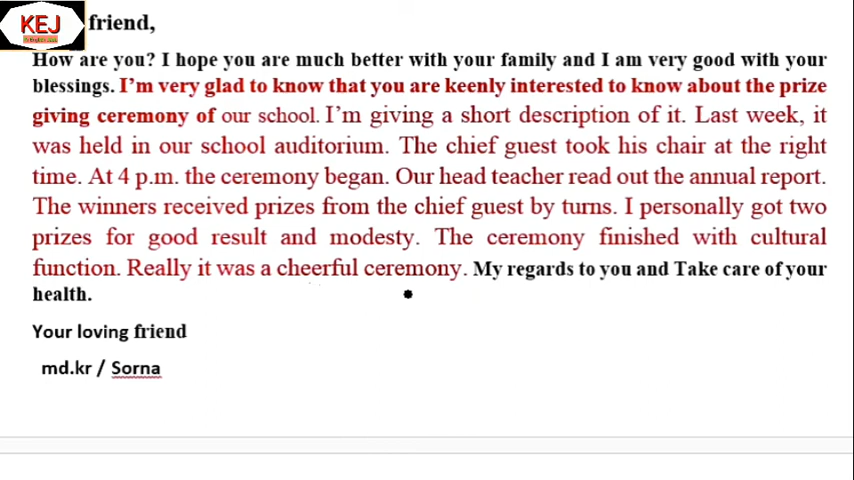 KEJ
friend,
How are you? I hope you are much better with your family and I am very good with your
blessings. I'm very glad to know that you are keenly interested to know about the prize
giving ceremony of our school. I'm giving a short description of it. Last week, it
was held in our school auditorium. The chief guest took his chair at the right
time. At 4 p.m. the ceremony began. Our head teacher read out the annual report.
The winners received prizes from the chief guest by turns. I personally got two
prizes for good result and modesty. The ceremony finished with cultural
function. Really it was a cheerful ceremony. My regards to you and Take care of your
health.
Your loving friend
md.kr / Sorna